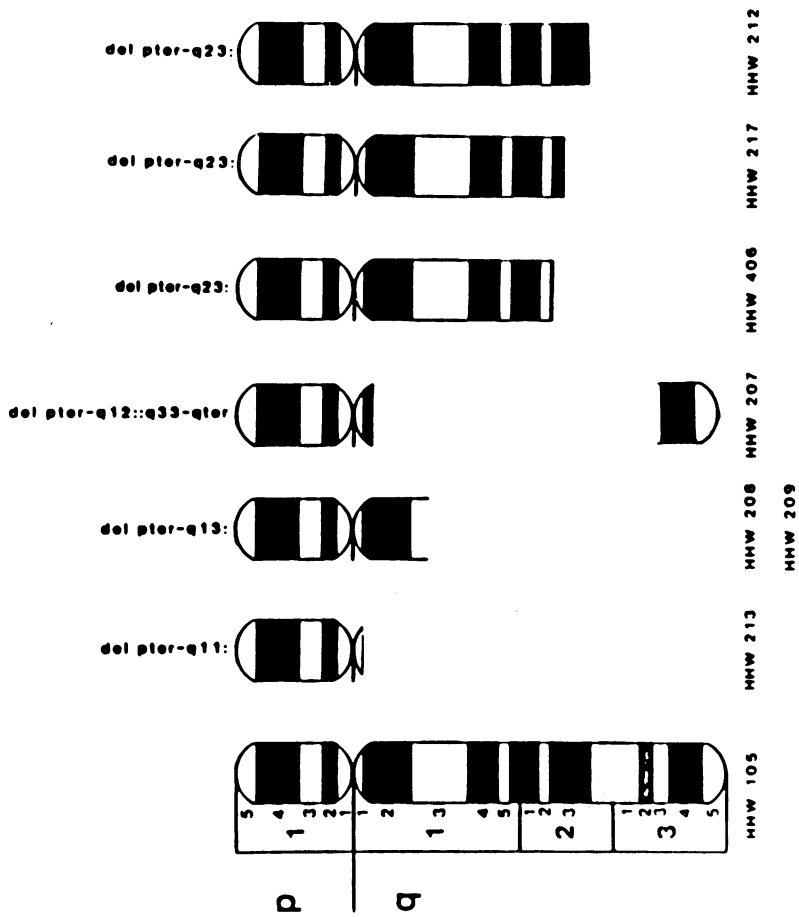 del pter-q23:
HHW 212
del pter-q23:
HHW 217
del pter-q23:
HHW 406
del pter-q12::q33-qter
HHW 207
del pter-q13:
HHW 208
HHW 209
del pter-q11:
HHW 213
HHW 105
5 4 3 2 1 1 2 3 4 5 1 2 3 1 2 3 4 5
1 1 2 3
p q